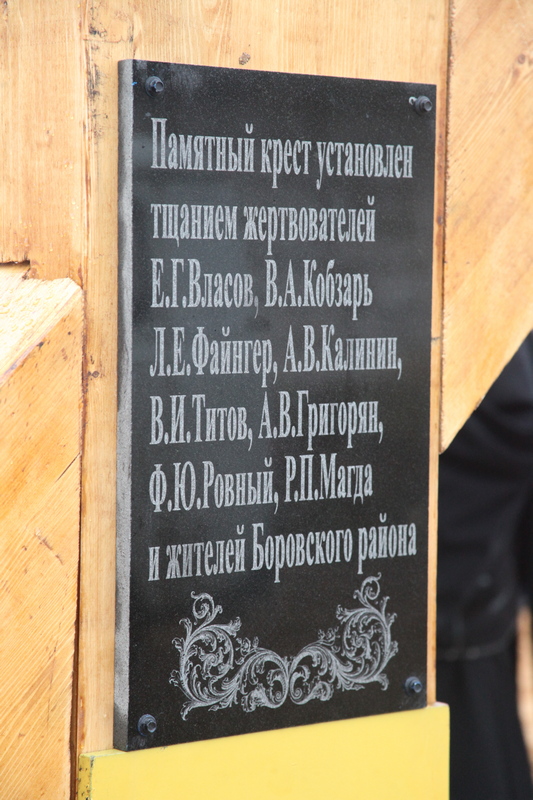 Памятный крест установлен
тщанием жертвователей
Е.Г.Власов, В.А.Кобзарь
Л.Е.Файнгер, А.В.Калинин,
В.И.Титов, А.В.Григорян,
Ф.Ю.Ровный, Р.П.Магда
и жителей Боровского района